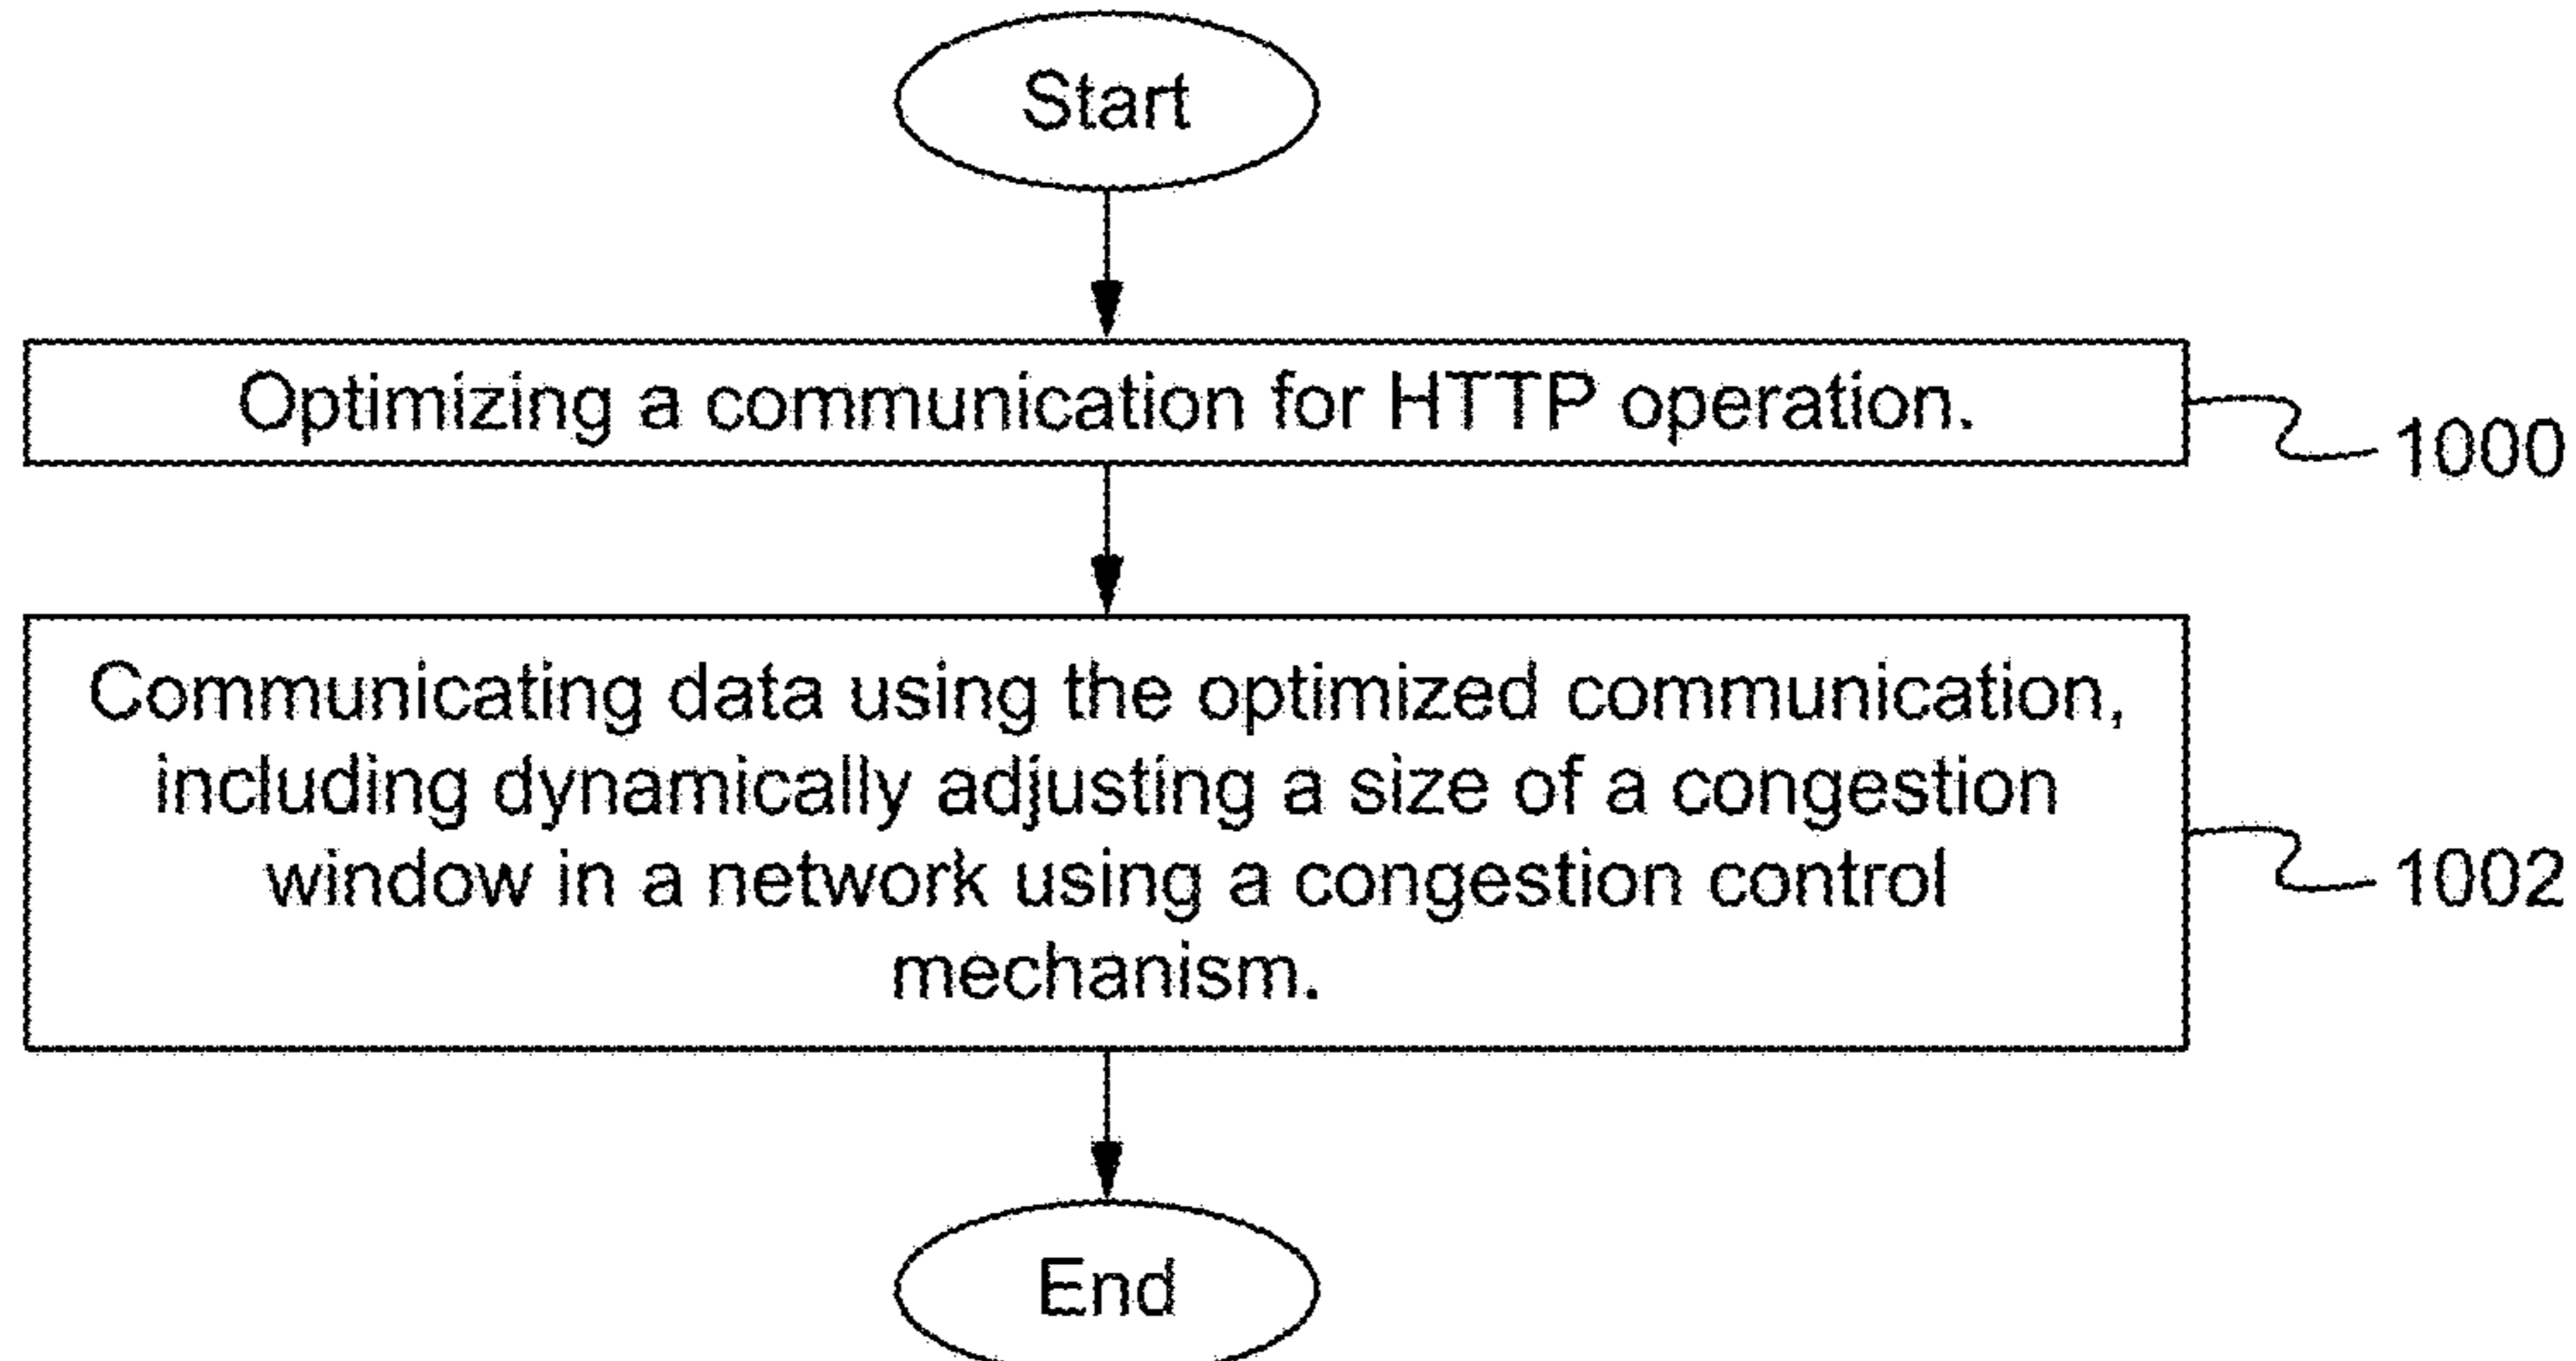 Start
Optimizing a communication for HTTP operation.
1000
Communicating data using the optimized communication,
including dynamically adjusting a size of a congestion
window in a network using a congestion control
mechanism.
1002
End